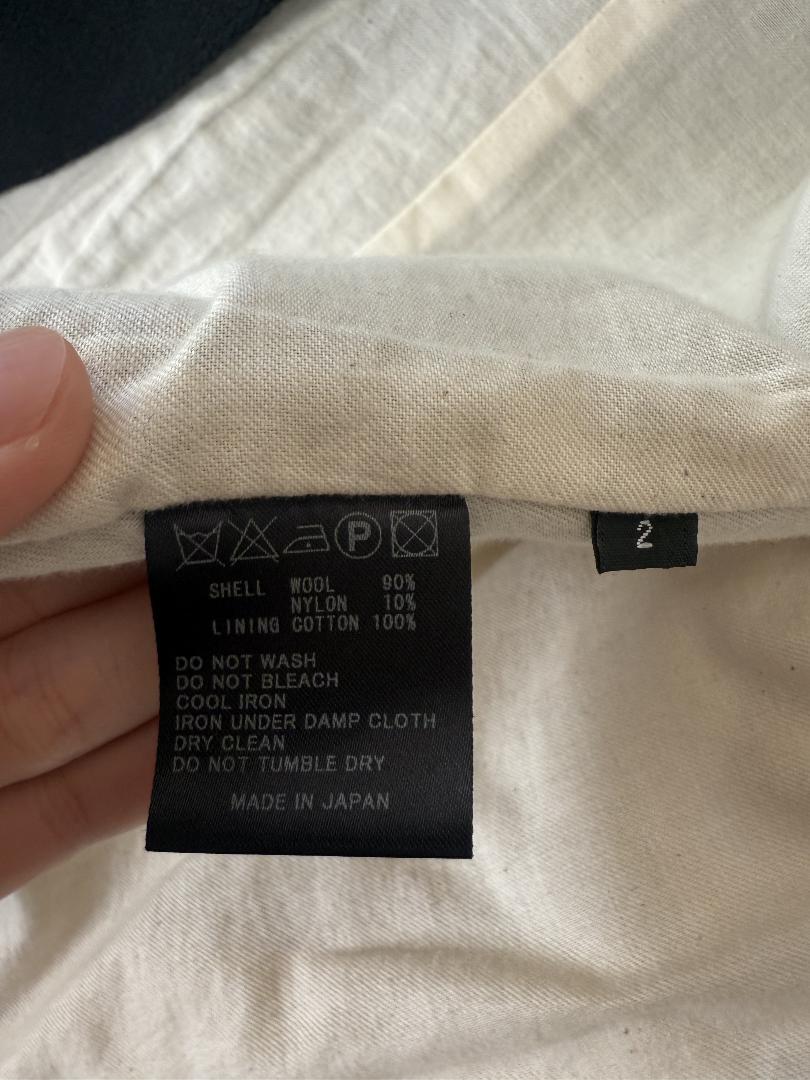 P
SHELL WOOL 90%
NYLON 10%
LINING COTTON 100%
DO NOT WASH
DO NOT BLEACH
COOL IRON
IRON UNDER DAMP CLOTH
DRY CLEAN
DO NOT TUMBLE DRY
MADE IN JAPAN
2